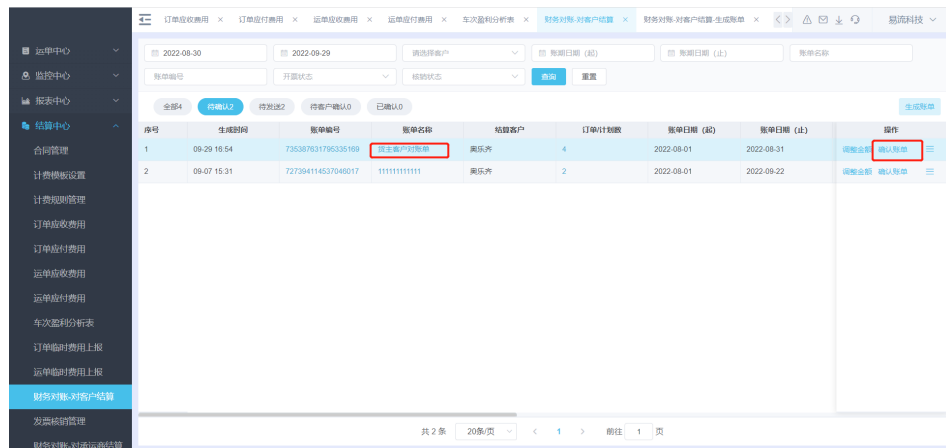 订单应收费用 × 订单应付费用 × 运单应收费用 × 运单应付费用 × 车次盈利分析表 × 财务对账-对客户结算 × 财务对账-对客户结算-生成账单 × 易流科技
运单中心
监控中心
报表中心
结算中心
合同管理
计费模板设置
计费规则管理
订单应收费用
订单应付费用
运单应收费用
运单应付费用
车次盈利分析表
订单临时费用上报
运单临时费用上报
财务对账-对客户结算
发票核销管理
财务对账-对承运商结算
2022-08-30 2022-09-29 请选择客户 账期日期 (起) 账期日期 (止) 账单名称
账单编号 开票状态 核销状态 查询 重置
全部4 待确认2 待发送2 待客户确认0 已确认0 生成账单
序号 生成时间 账单编号 账单名称 结算客户 订单/计划数 账单日期 (起) 账单日期 (止) 操作
1 09-29 16:54 735387631795335169 货主客户对账单 奥乐齐 4 2022-08-01 2022-08-31 调整金额 确认账单
2 09-07 15:31 727394114537046017 111111111111 奥乐齐 2 2022-08-01 2022-09-22 调整金额 确认账单
共 2 条 20条/页 < 1 > 前往 1 页